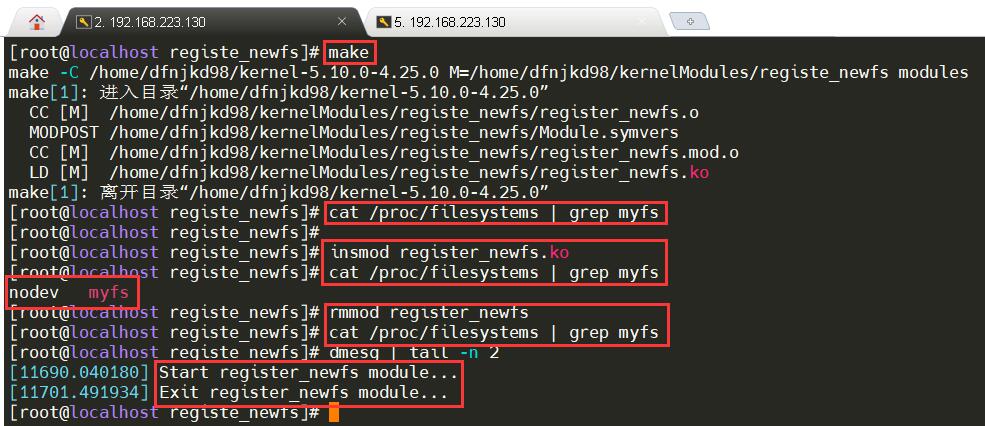 2. 192.168.223.130
5. 192.168.223.130
[root@localhost registe_newfs]# make
make -C /home/dfnjkd98/kernel-5.10.0-4.25.0 M=/home/dfnjkd98/kernelModules/registe_newfs modules
make[1]: 进入目录“/home/dfnjkd98/kernel-5.10.0-4.25.0”
CC [M] /home/dfnjkd98/kernelModules/registe_newfs/register_newfs.o
MODPOST /home/dfnjkd98/kernelModules/registe_newfs/Module.symvers
CC [M] /home/dfnjkd98/kernelModules/registe_newfs/register_newfs.mod.o
LD [M] /home/dfnjkd98/kernelModules/registe_newfs/register_newfs.ko
make[1]: 离开目录“/home/dfnjkd98/kernel-5.10.0-4.25.0”
[root@localhost registe_newfs]# cat /proc/filesystems | grep myfs
[root@localhost registe_newfs]#
[root@localhost registe_newfs]# insmod register_newfs.ko
[root@localhost registe_newfs]# cat /proc/filesystems | grep myfs
nodev myfs
[root@localhost registe_newfs]# rmmod register_newfs
[root@localhost registe_newfs]# cat /proc/filesystems | grep myfs
[root@localhost registe_newfs]# dmesg | tail -n 2
[11690.040180] Start register_newfs module...
[11701.491934] Exit register_newfs module...
[root@localhost registe_newfs]#